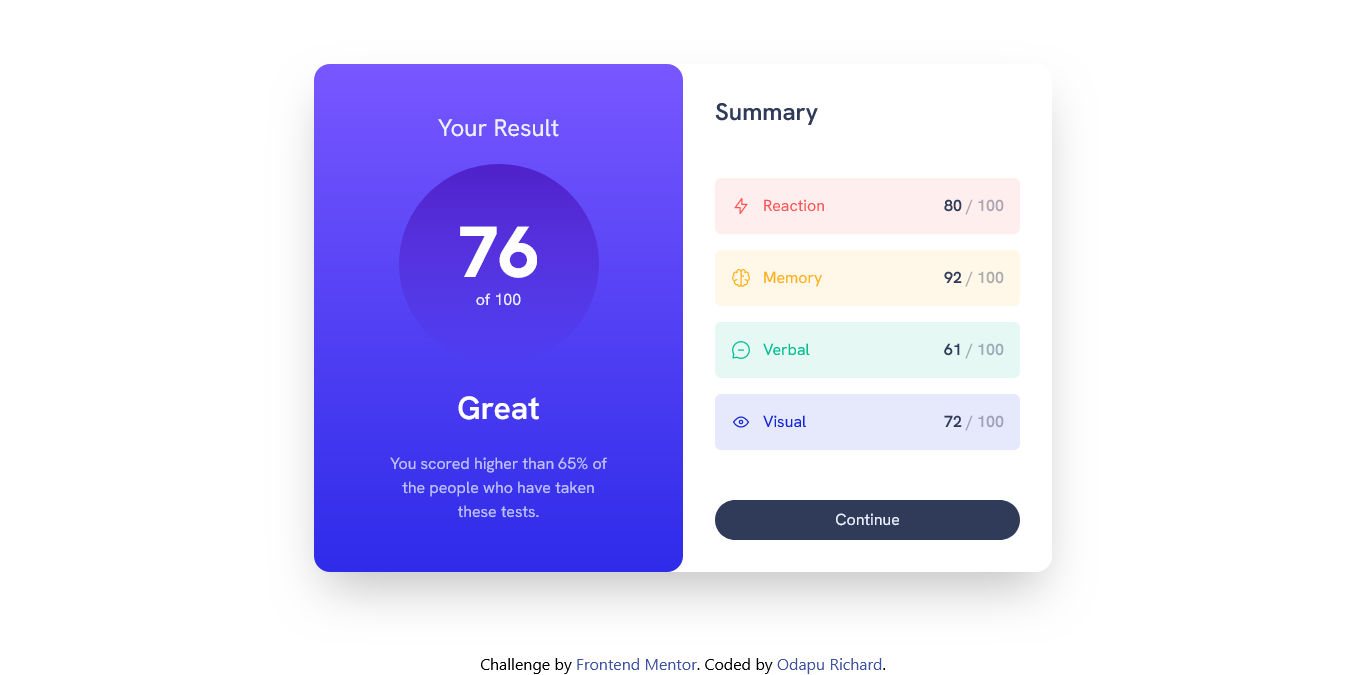 Your Result
76
of 100
Great
You scored higher than 65% of
the people who have taken
these tests.
Summary
Reaction 80 / 100
Memory 92 / 100
Verbal 61 / 100
Visual 72 / 100
Continue
Challenge by Frontend Mentor. Coded by Odapu Richard.